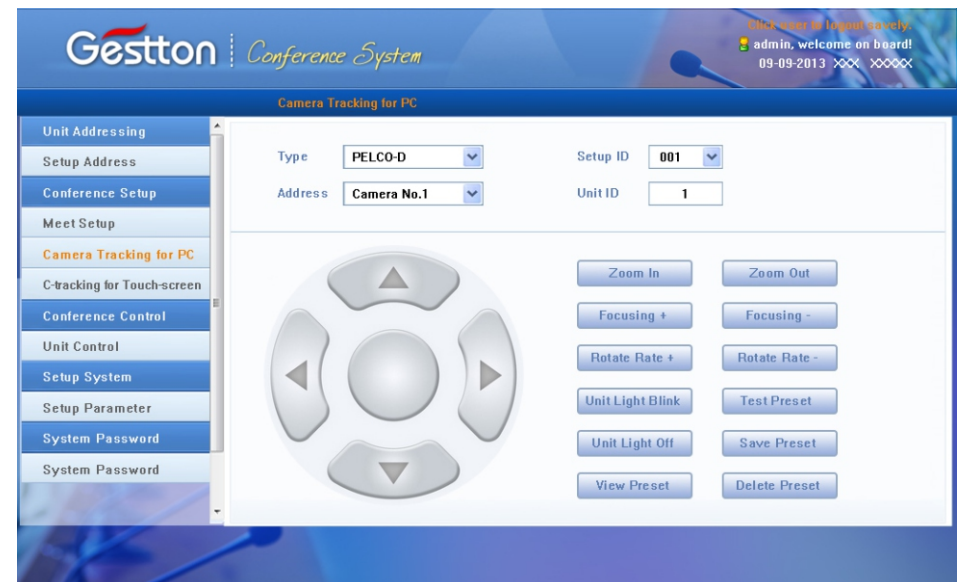 Gestton Conference System
Click user to logout savely.
admin, welcome on board!
09-09-2013 XXX XXXXX
Camera Tracking for PC
Unit Addressing
Setup Address
Conference Setup
Meet Setup
Camera Tracking for PC
C-tracking for Touch-screen
Conference Control
Unit Control
Setup System
Setup Parameter
System Password
System Password
Type PELCO-D Setup ID 001
Address Camera No.1 Unit ID 1
Zoom In Zoom Out
Focusing + Focusing -
Rotate Rate + Rotate Rate -
Unit Light Blink Test Preset
Unit Light Off Save Preset
View Preset Delete Preset